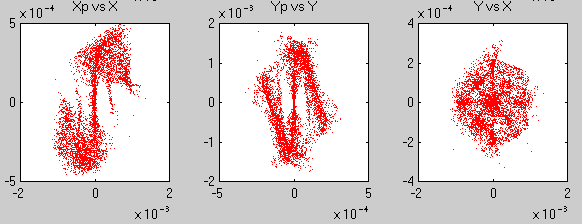 Xp vs X
Yp vs Y
Y vs X
5 x 10⁻⁴
0
-5
-2 0 2
x 10⁻³
2 x 10⁻³
1
0
-1
-2
-5 0 5
x 10⁻⁴
4 x 10⁻⁴
2
0
-2
-4
-2 0 2
x 10⁻³